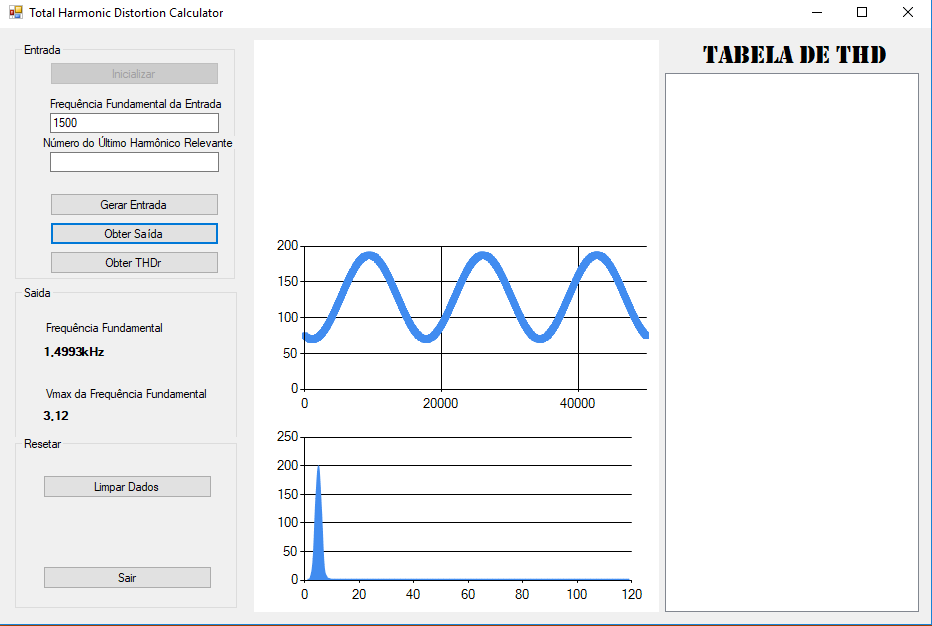 Total Harmonic Distortion Calculator
Entrada
Inicializar
Frequência Fundamental da Entrada
1500
Número do Último Harmônico Relevante
Gerar Entrada
Obter Saída
Obter THDr
Saida
Frequência Fundamental
1.4993kHz
Vmax da Frequência Fundamental
3.12
Resetar
Limpar Dados
Sair
200
150
100
50
0
0 20000 40000
250
200
150
100
50
0
0 20 40 60 80 100 120
TABELA DE THD